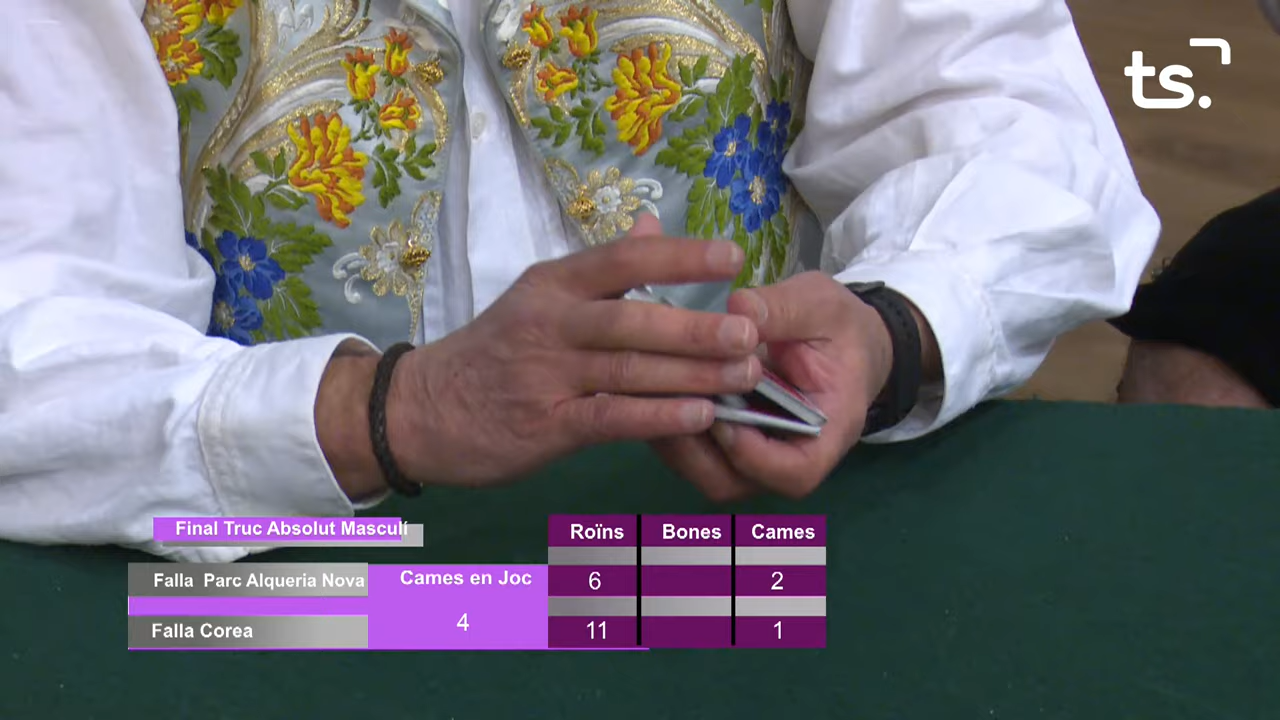 ts.
Final Truc Absolut Masculí
Roïns Bones Cames
Falla Parc Alqueria Nova Cames en Joc 6 2
4
Falla Corea 11 1